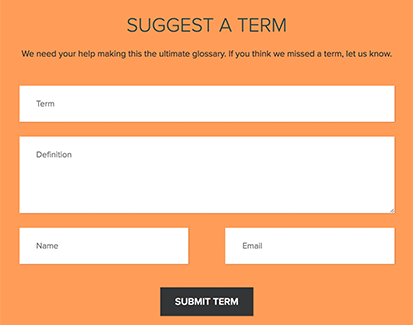 SUGGEST A TERM
We need your help making this the ultimate glossary. If you think we missed a term, let us know.
Term
Definition
Name Email
SUBMIT TERM